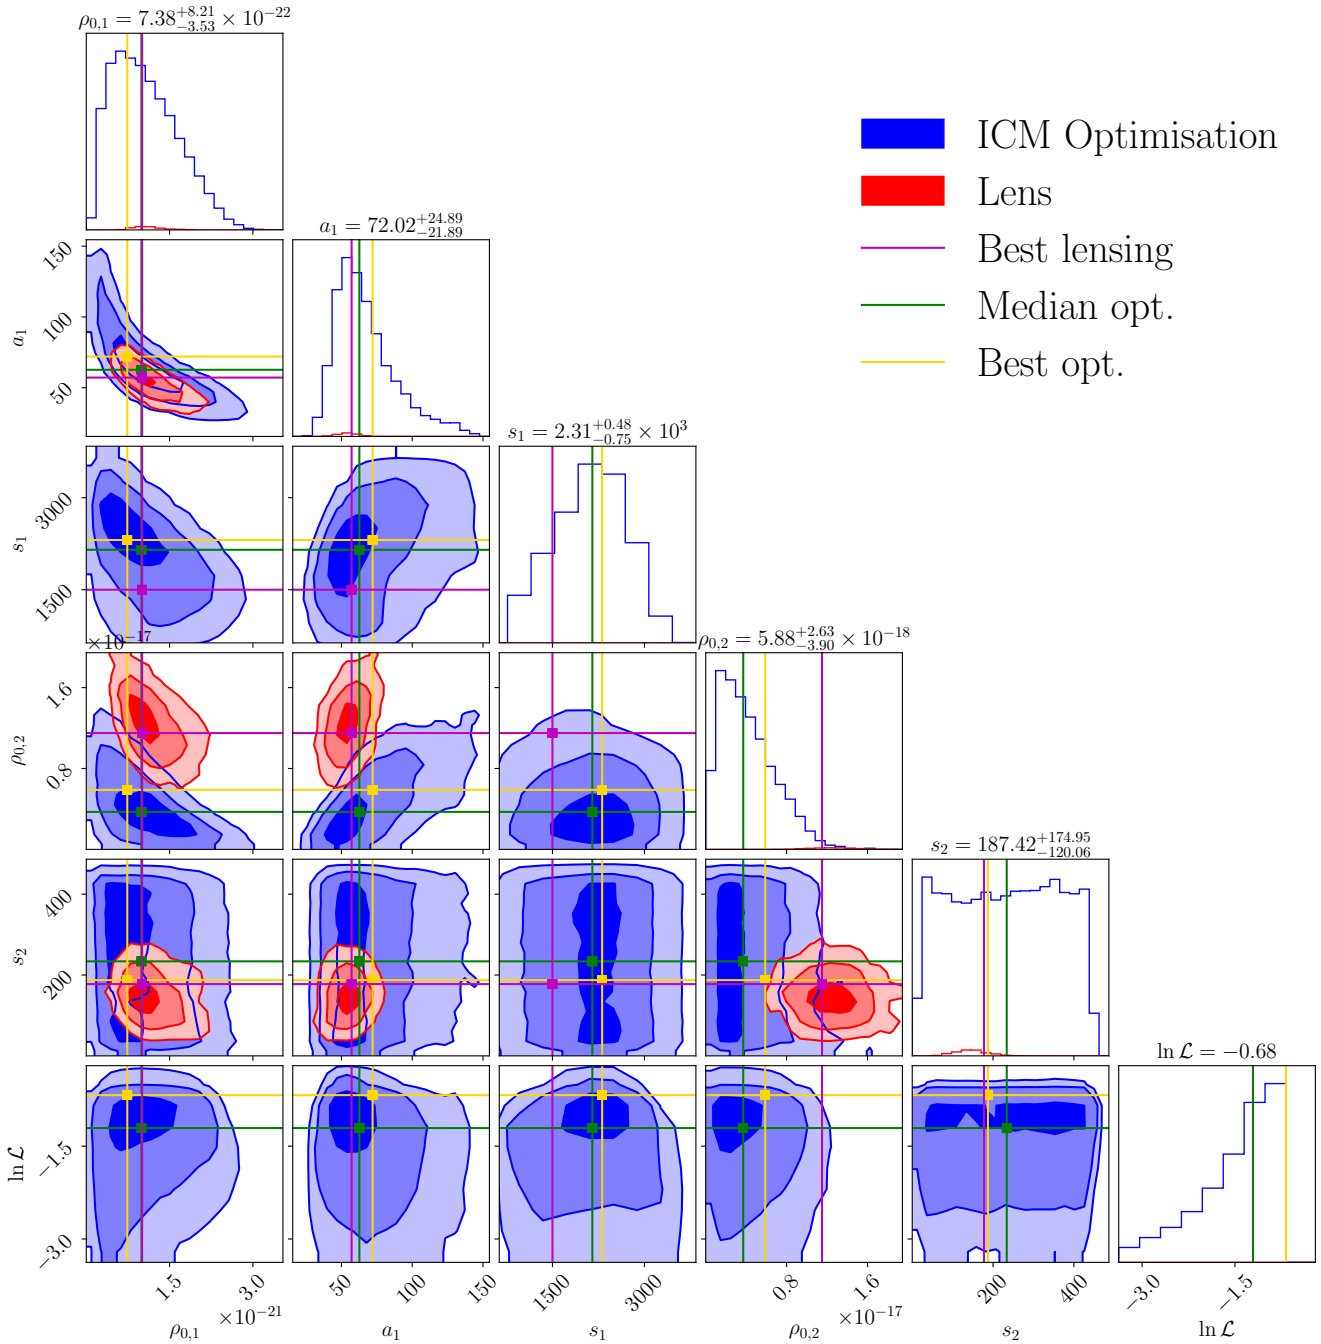 ρ₀,₁ = 7.38⁺⁸·²¹₋₃.₅₃ × 10⁻²²
ICM Optimisation
Lens
Best lensing
Median opt.
Best opt.
a₁ = 72.02⁺²⁴·⁸⁹₋₂₁.₈₉
150
100
50
a₁
s₁ = 2.31⁺⁰·⁴⁸₋₀.₇₅ × 10³
3000
1500
s₁
×10⁻¹⁷
ρ₀,₂ = 5.88⁺²·⁶³₋₃.₉₀ × 10⁻¹⁸
1.6
0.8
ρ₀,₂
s₂ = 187.42⁺¹⁷⁴·⁹⁵₋₁₂₀.₀₆
400
200
s₂
ln ℒ = −0.68
−1.5
−3.0
ln ℒ
1.5 3.0
×10⁻²¹
ρ₀,₁
50 100 150
a₁
1500 3000
s₁
0.8 1.6
×10⁻¹⁷
ρ₀,₂
200 400
s₂
−3.0 −1.5
ln ℒ